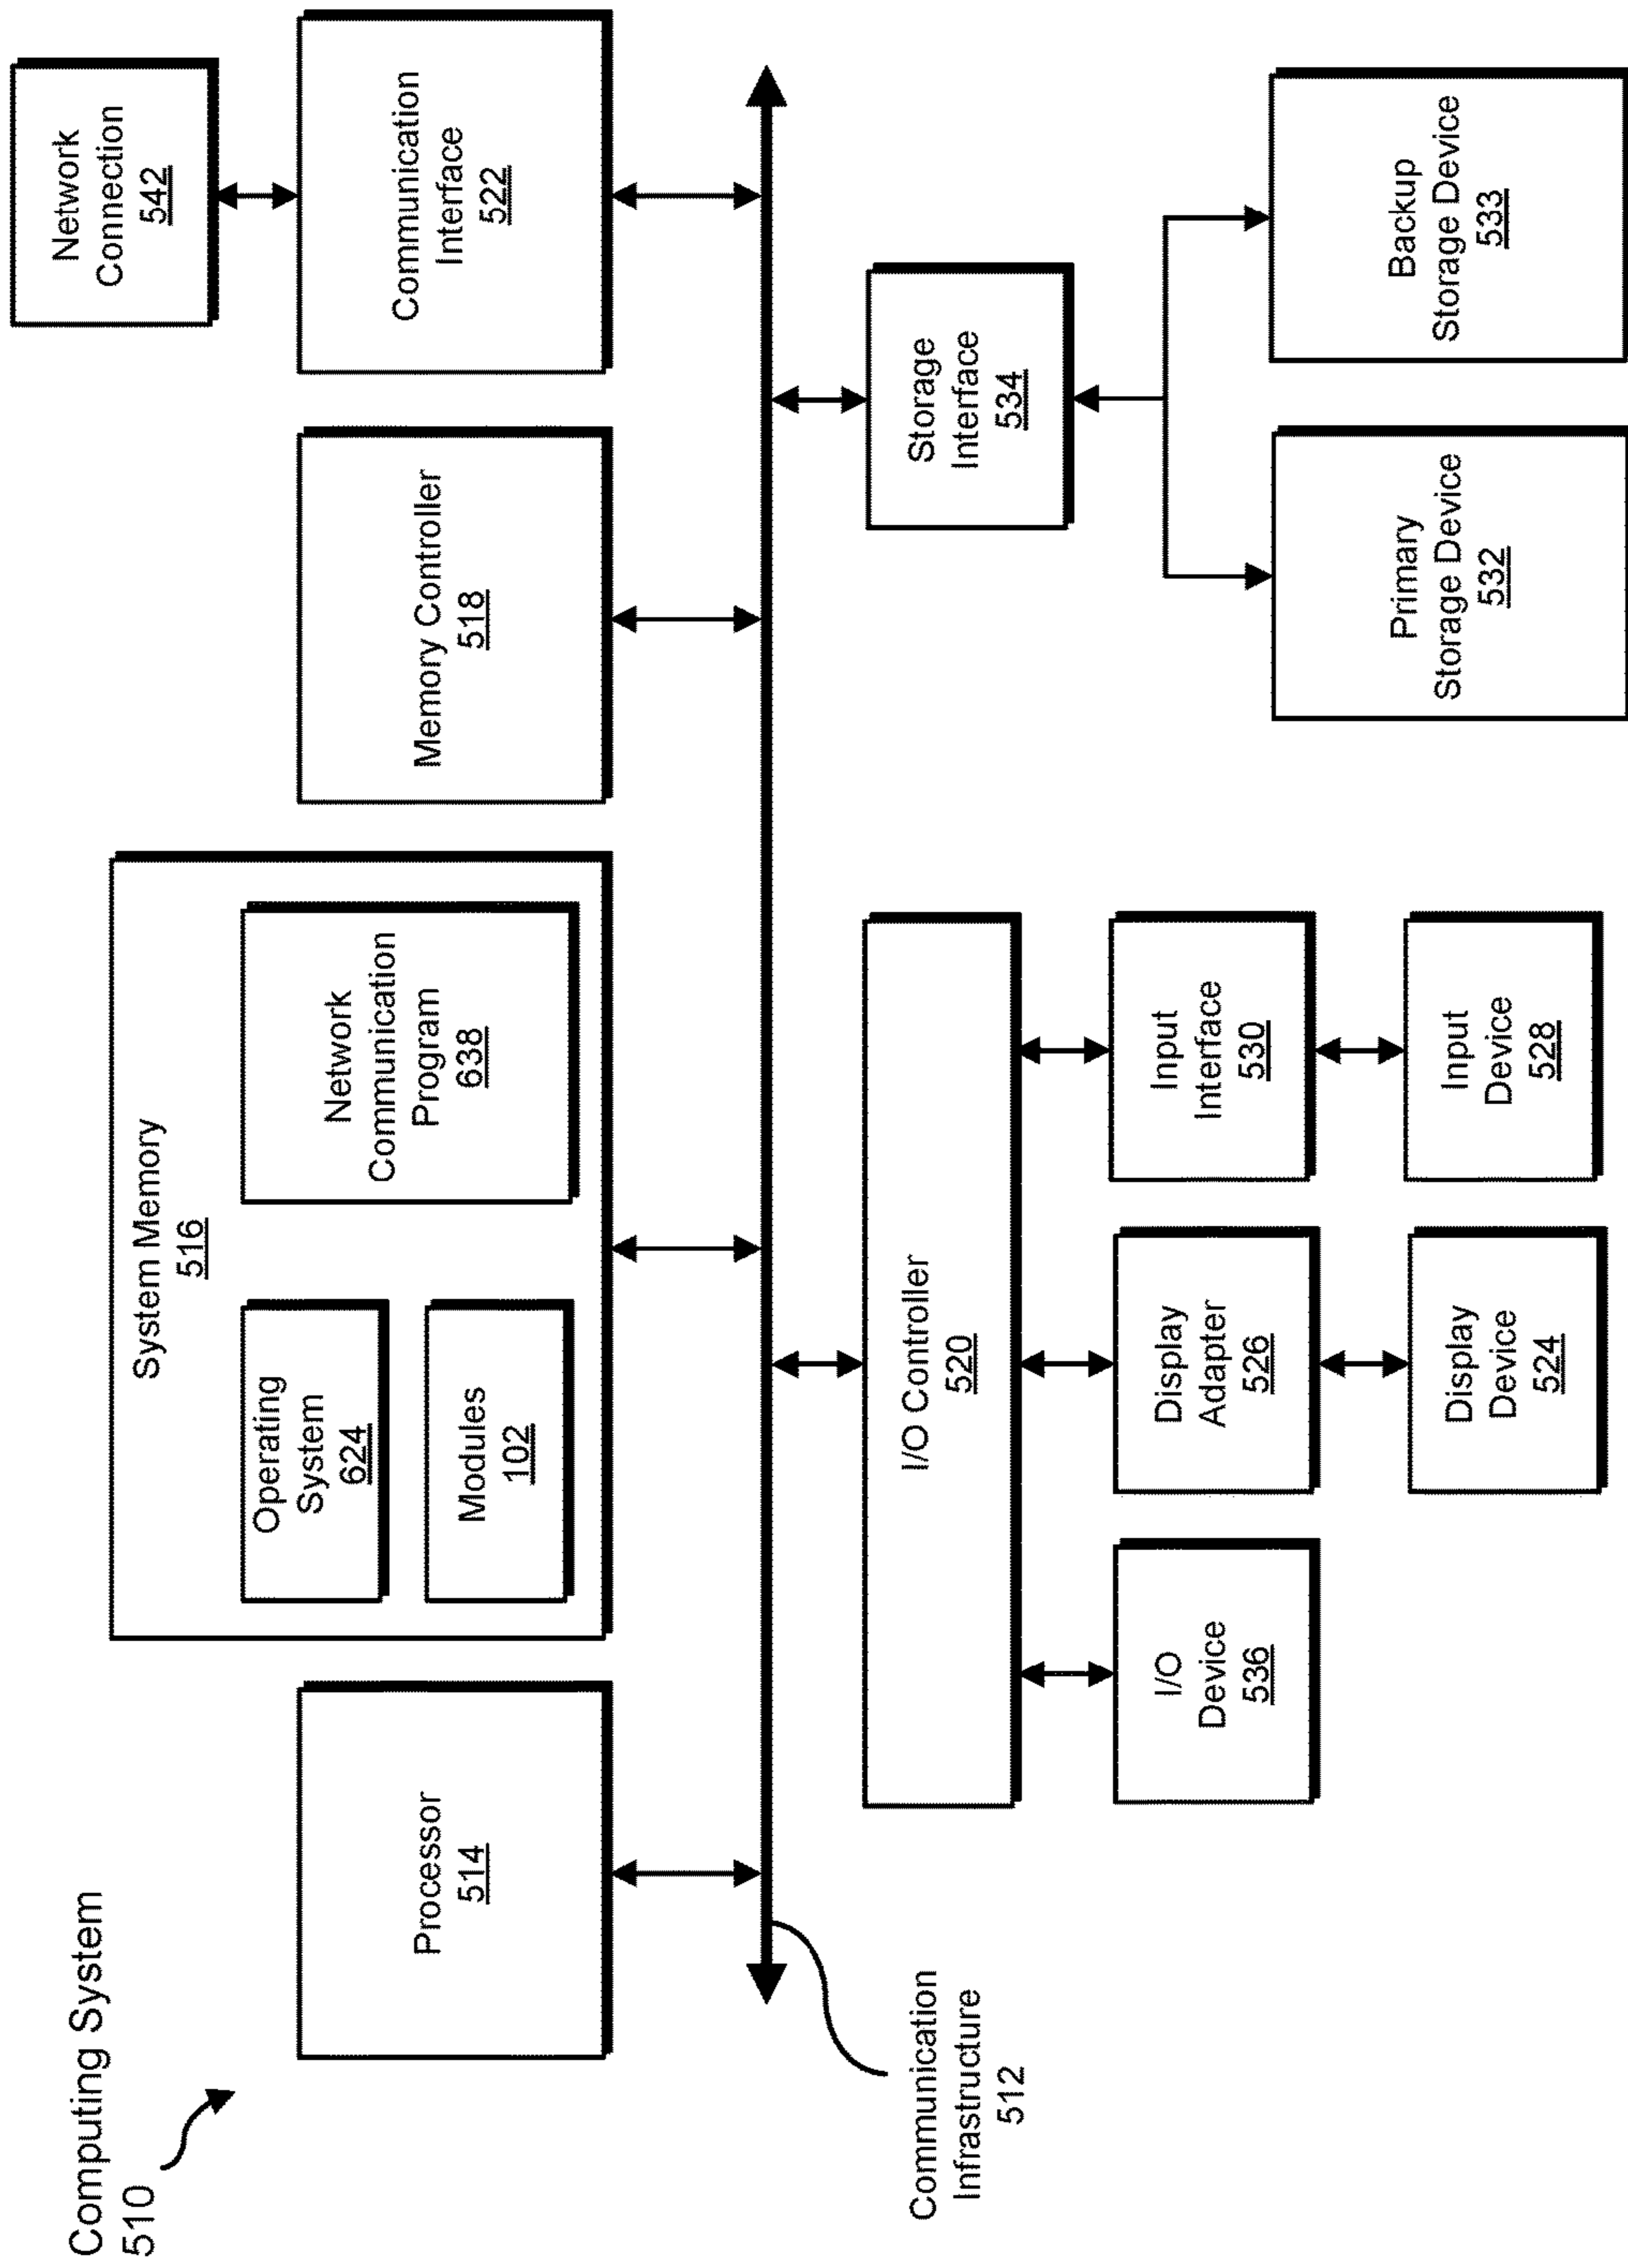 Computing System
510
Processor
514
System Memory
516
Operating
System
624
Modules
102
Network
Communication
Program
638
Memory Controller
518
Network
Connection
542
Communication
Interface
522
Communication
Infrastructure
512
I/O Controller
520
I/O
Device
536
Display
Adapter
526
Input
Interface
530
Display
Device
524
Input
Device
528
Storage
Interface
534
Primary
Storage Device
532
Backup
Storage Device
533